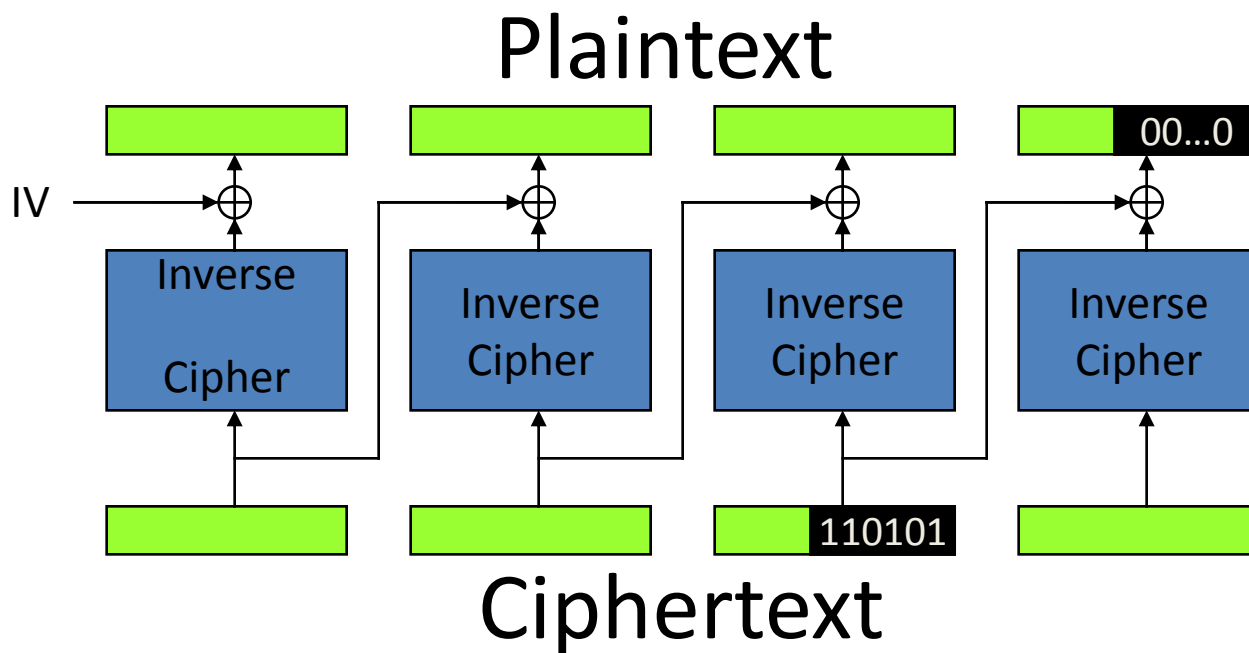 Plaintext
00...0
IV
Inverse
Cipher
Inverse
Cipher
Inverse
Cipher
Inverse
Cipher
110101
Ciphertext